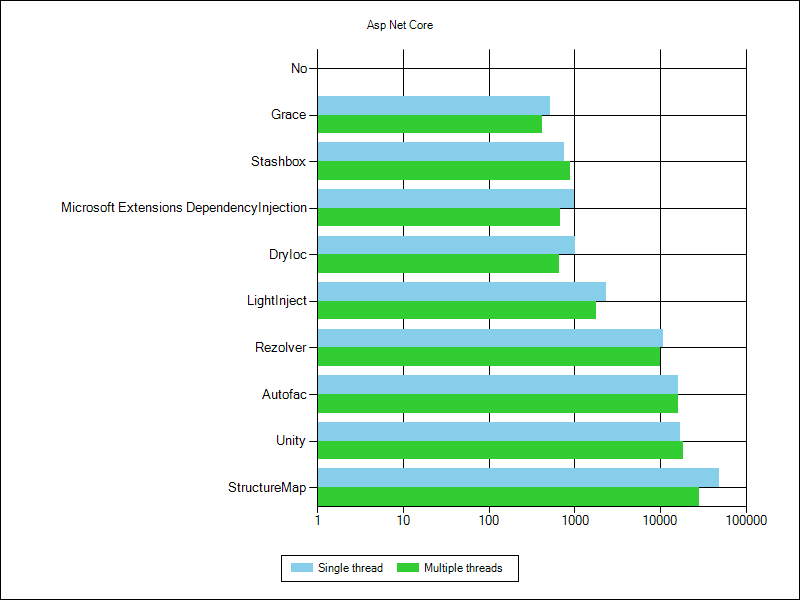 Asp Net Core
No
Grace
Stashbox
Microsoft Extensions DependencyInjection
DryIoc
LightInject
Rezolver
Autofac
Unity
StructureMap
1 10 100 1000 10000 100000
Single thread Multiple threads